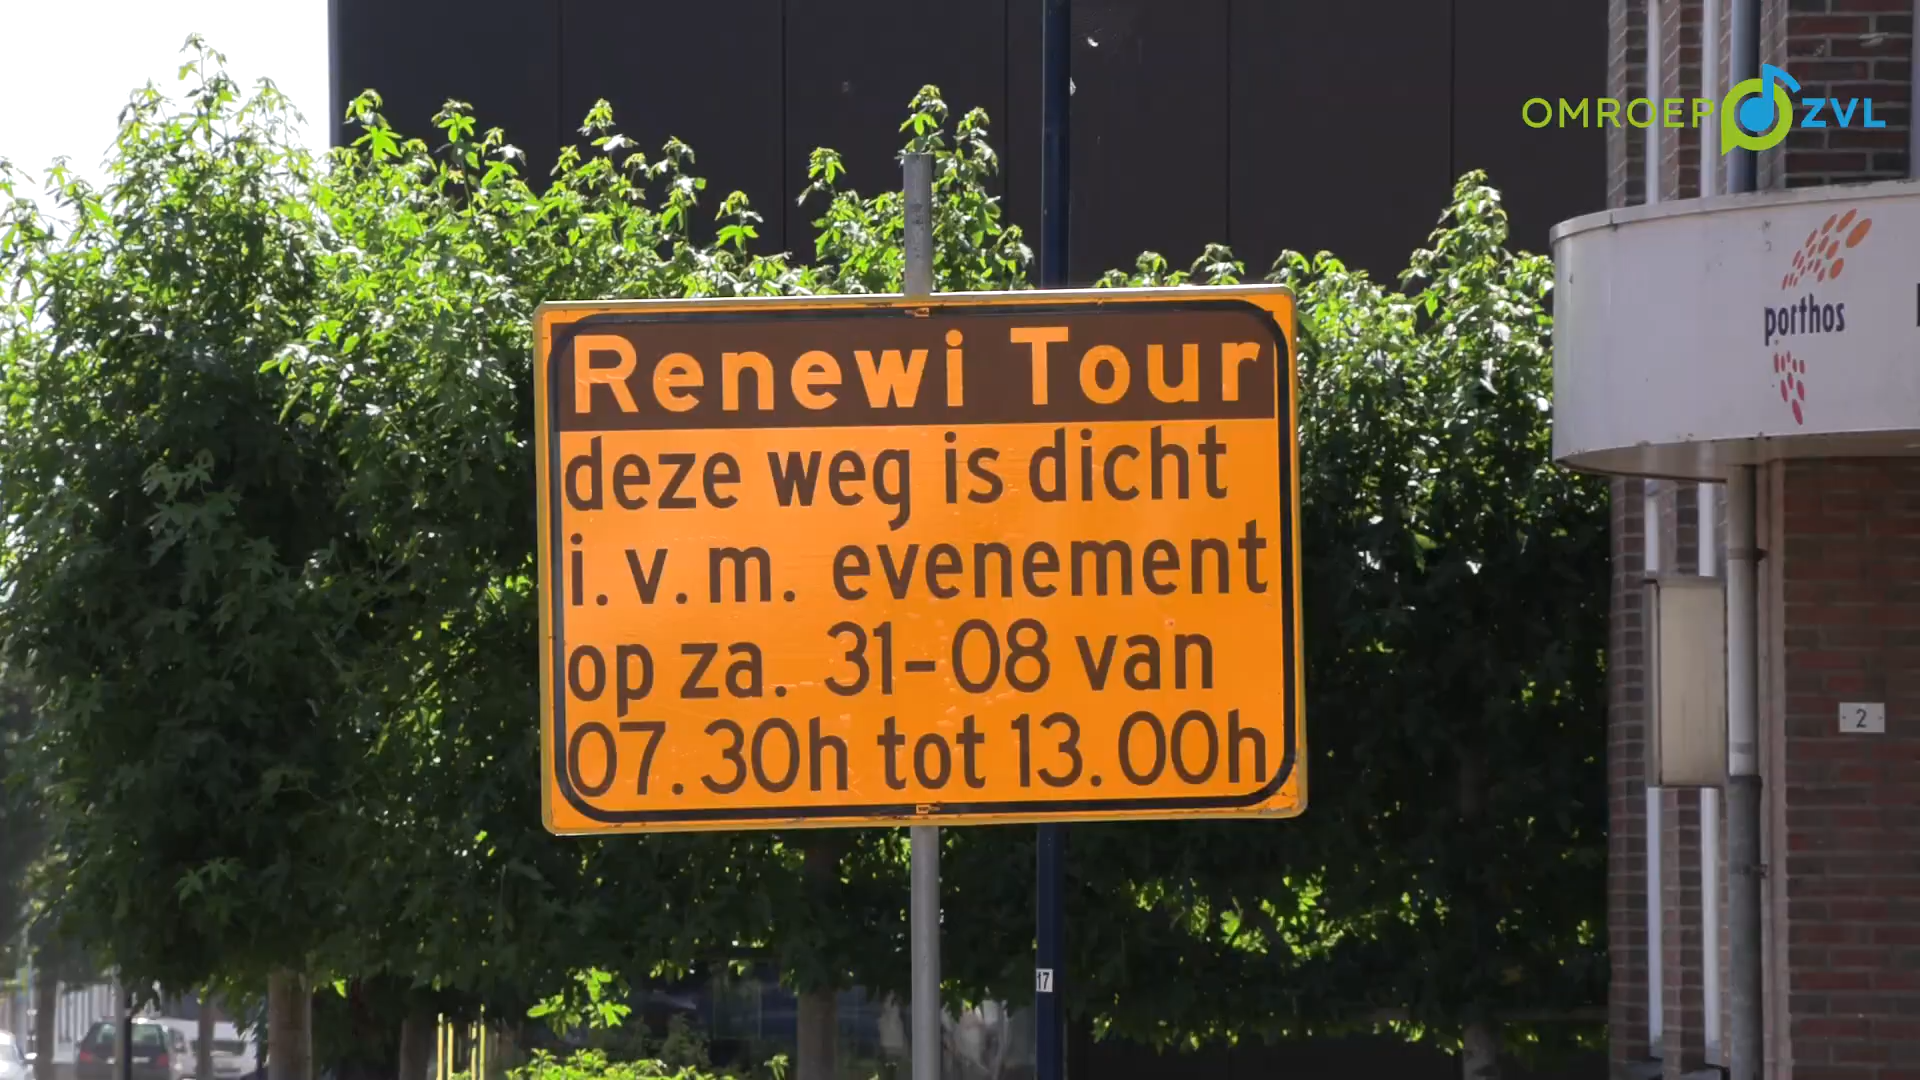 OMROEP ZVL
porthos
Renewi Tour
deze weg is dicht
i.v.m. evenement
op za. 31-08 van
07.30h tot 13.00h
2
17